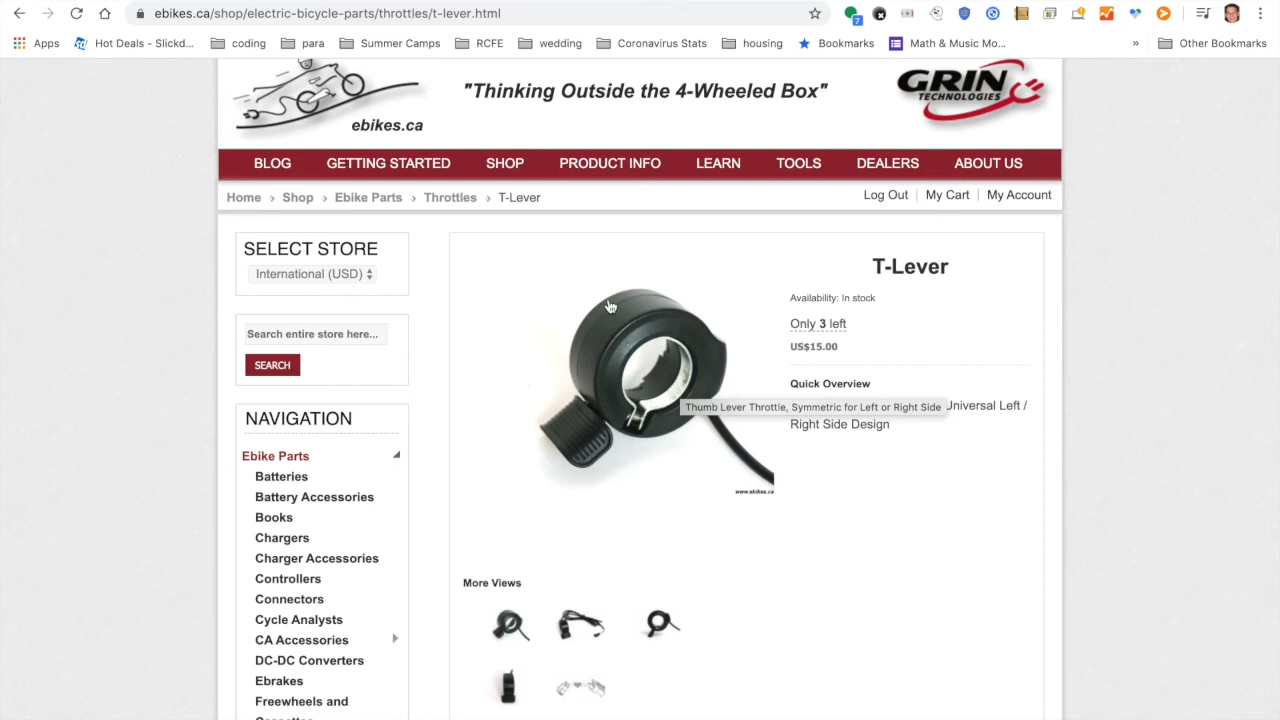 ebikes.ca/shop/electric-bicycle-parts/throttles/t-lever.html
7
Apps
Hot Deals - Slickd...
coding
para
Summer Camps
RCFE
wedding
Coronavirus Stats
housing
Bookmarks
Math & Music Mo...
»
Other Bookmarks
ebikes.ca
"Thinking Outside the 4-Wheeled Box"
GRIN
TECHNOLOGIES
BLOG
GETTING STARTED
SHOP
PRODUCT INFO
LEARN
TOOLS
DEALERS
ABOUT US
Home › Shop › Ebike Parts › Throttles › T-Lever
Log Out | My Cart | My Account
SELECT STORE
International (USD)
Search entire store here...
SEARCH
NAVIGATION
Ebike Parts
Batteries
Battery Accessories
Books
Chargers
Charger Accessories
Controllers
Connectors
Cycle Analysts
CA Accessories
DC-DC Converters
Ebrakes
Freewheels and
www.ebikes.ca
T-Lever
Availability: In stock
Only 3 left
US$15.00
Quick Overview
Thumb Lever Throttle, Symmetric for Left or Right Side
Universal Left /
Right Side Design
More Views